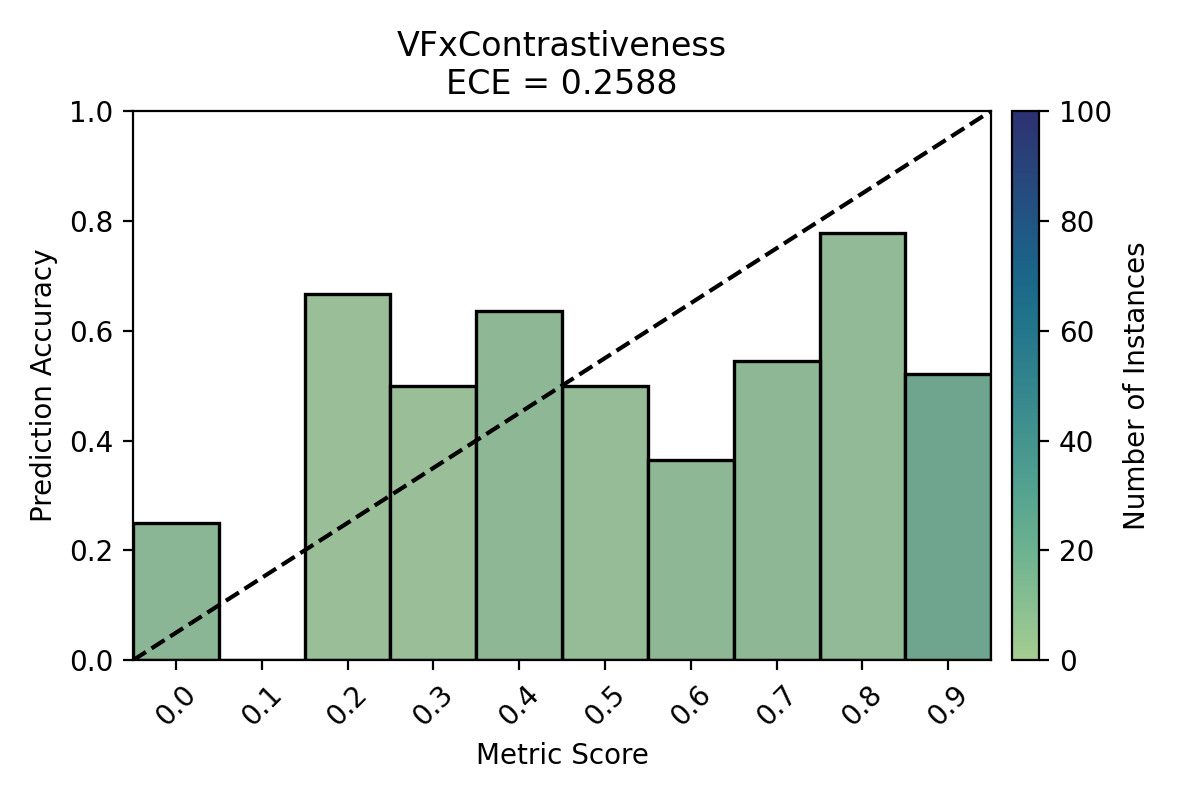 VFxContrastiveness
ECE = 0.2588
1.0
0.8
0.6
0.4
0.2
0.0
Prediction Accuracy
0.0 0.1 0.2 0.3 0.4 0.5 0.6 0.7 0.8 0.9
Metric Score
100
80
60
40
20
0
Number of Instances